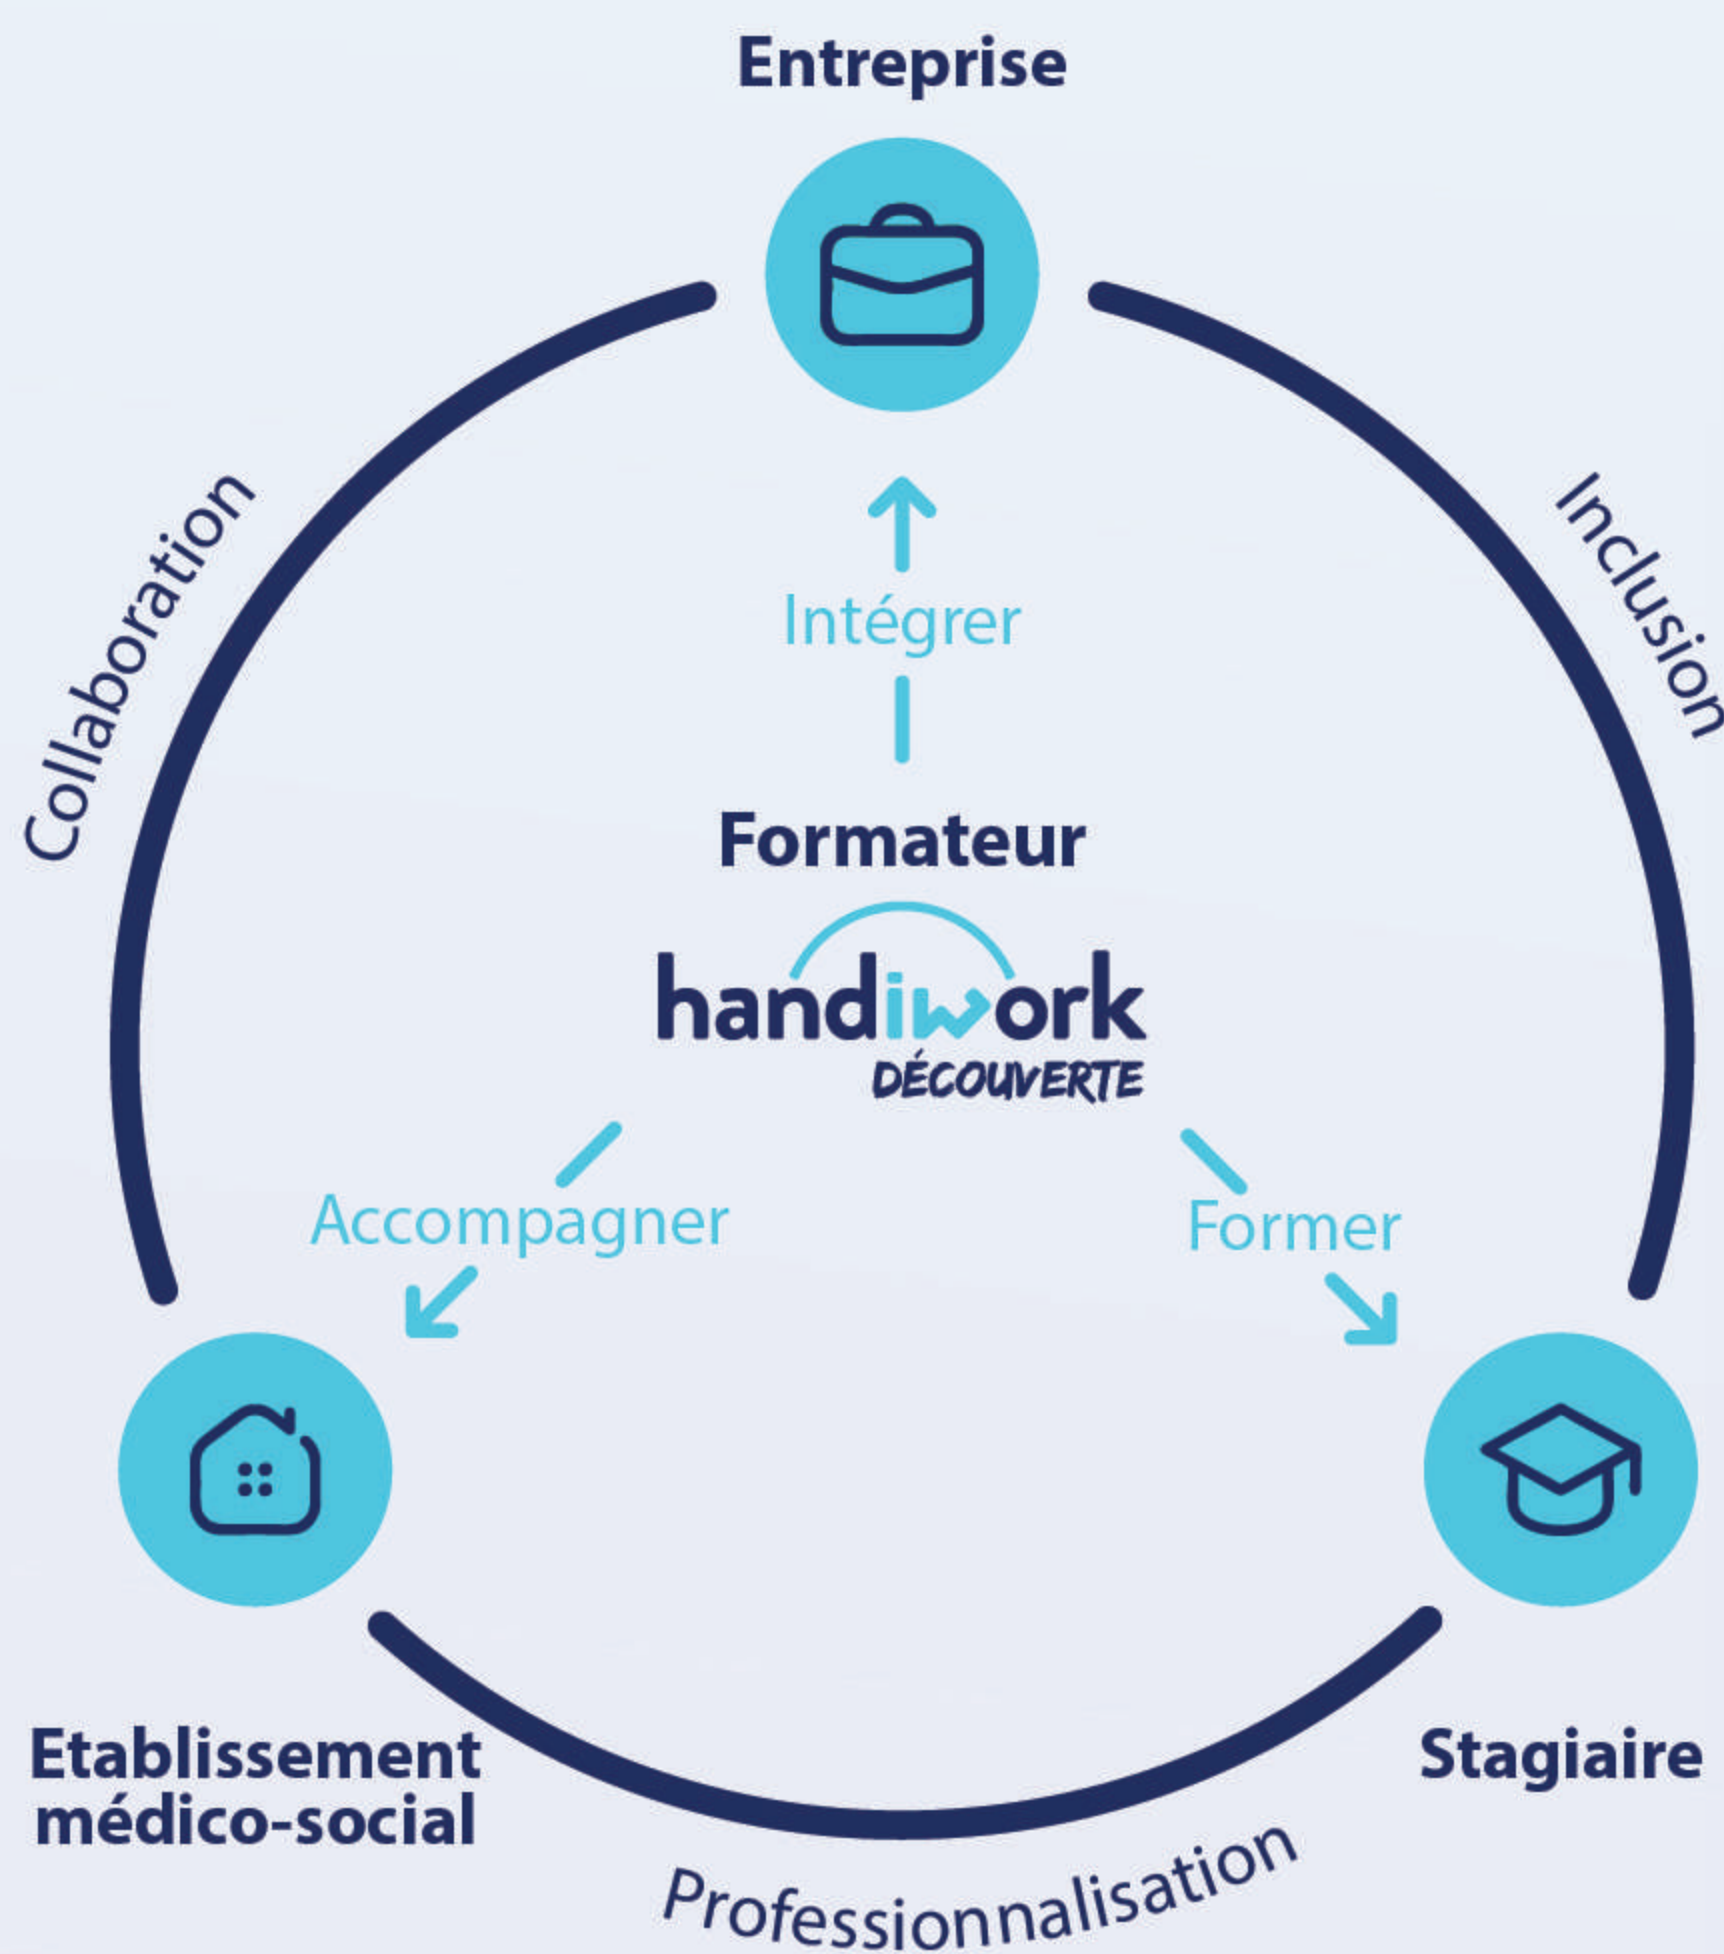 Entreprise
Collaboration
Inclusion
Intégrer
Formateur
handiwork
DÉCOUVERTE
Accompagner
Former
Etablissement
médico-social
Stagiaire
Professionnalisation